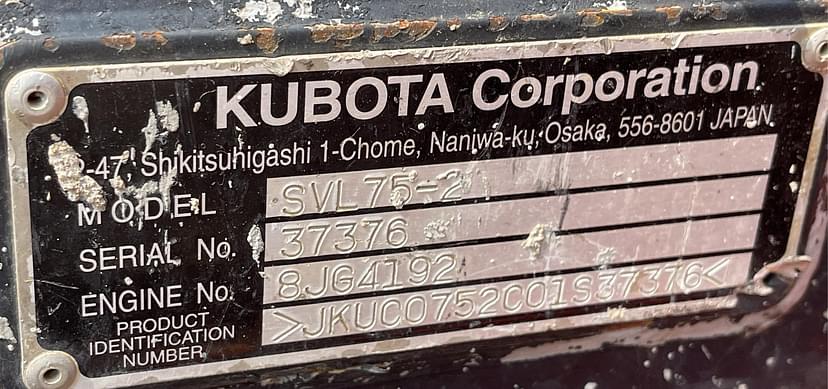 KUBOTA Corporation
2-47, Shikitsuhigashi 1-Chome, Naniwa-ku, Osaka, 556-8601 JAPAN.
MODEL SVL75-2
SERIAL No. 37376
ENGINE No. 8JG4192
PRODUCT IDENTIFICATION NUMBER >JKUC0752C01S37376<